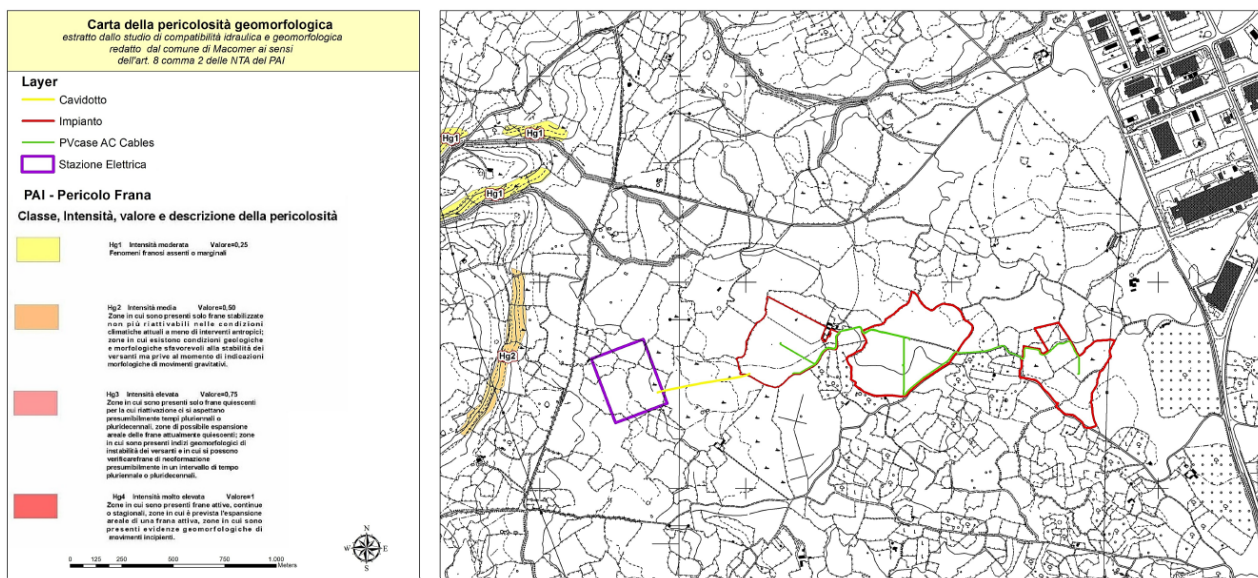 Carta della pericolosità geomorfologica
estratto dallo studio di compatibilità idraulica e geomorfologica
redatto dal comune di Macomer ai sensi
dell'art. 8 comma 2 delle NTA del PAI
Layer
Cavidotto
Impianto
PVcase AC Cables
Stazione Elettrica
PAI - Pericolo Frana
Classe, Intensità, valore e descrizione della pericolosità
Hg1 Intensità moderata Valore=0,25
Fenomeni franosi assenti o marginali
Hg2 Intensità media Valore=0,50
Zone in cui sono presenti solo frane stabilizzate
non più riattivabili nelle condizioni
climatiche attuali a meno di interventi antropici;
zone in cui esistono condizioni geologiche
e morfologiche sfavorevoli alla stabilità dei
versanti ma prive al momento di indicazioni
morfologiche di movimenti gravitativi.
Hg3 Intensità elevata Valore=0,75
Zone in cui sono presenti solo frane quiescenti
per la cui riattivazione ci si aspettano
presumibilmente tempi pluriennali o
pluridecennali, zone di possibile espansione
areale delle frane attualmente quiescenti; zone
in cui sono presenti indizi geomorfologici di
instabilità dei versanti e in cui si possono
verificarefrane di neoformazione
presumibilmente in un intervallo di tempo
pluriennale o pluridecennali.
Hg4 Intensità molto elevata Valore=1
Zone in cui sono presenti frane attive, continue
o stagionali, zone in cui è prevista l'espansione
areale di una frana attiva, zone in cui sono
presenti evidenze geomorfologiche di
movimenti incipienti.
N
W E
S
0 125 250 500 750 1.000
Meters
Hg1
Hg1
Hg1
Hg2